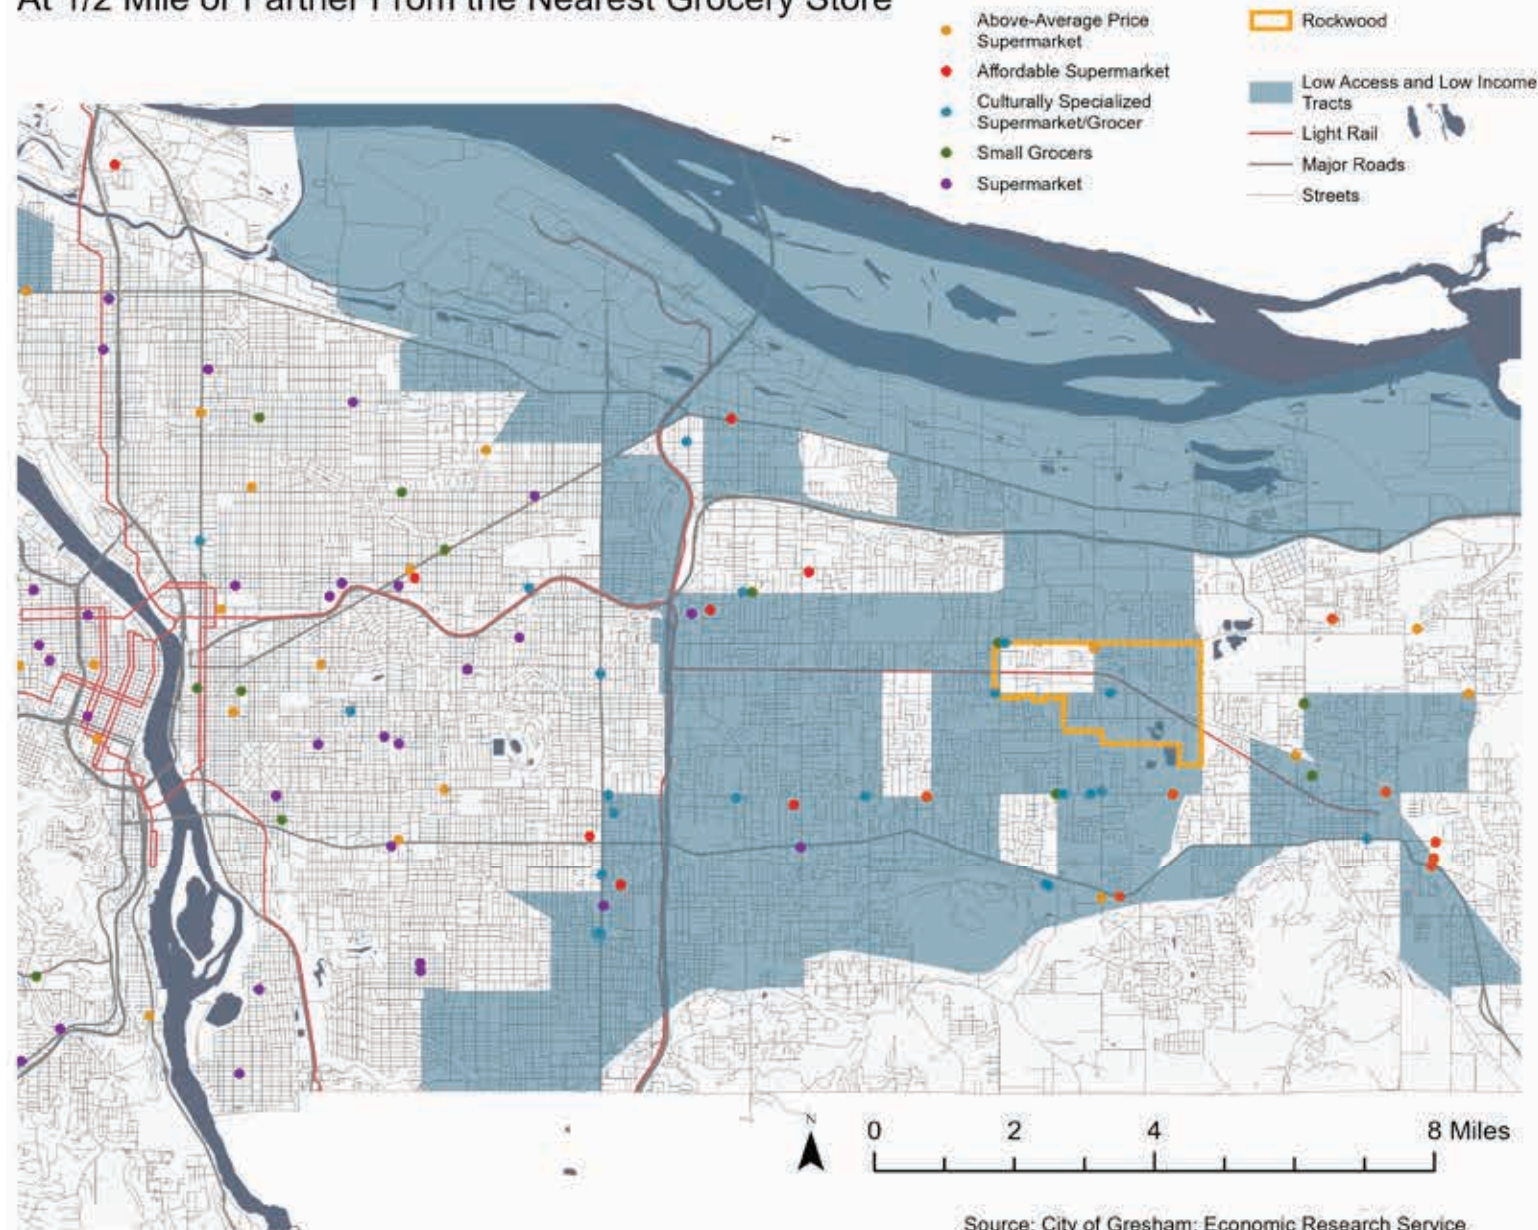 At 1/2 Mile or Farther From the Nearest Grocery Store
Above-Average Price
Supermarket
Affordable Supermarket
Culturally Specialized
Supermarket/Grocer
Small Grocers
Supermarket
Rockwood
Low Access and Low Income
Tracts
Light Rail
Major Roads
Streets
N
0 2 4 8 Miles
Source: City of Gresham; Economic Research Service,